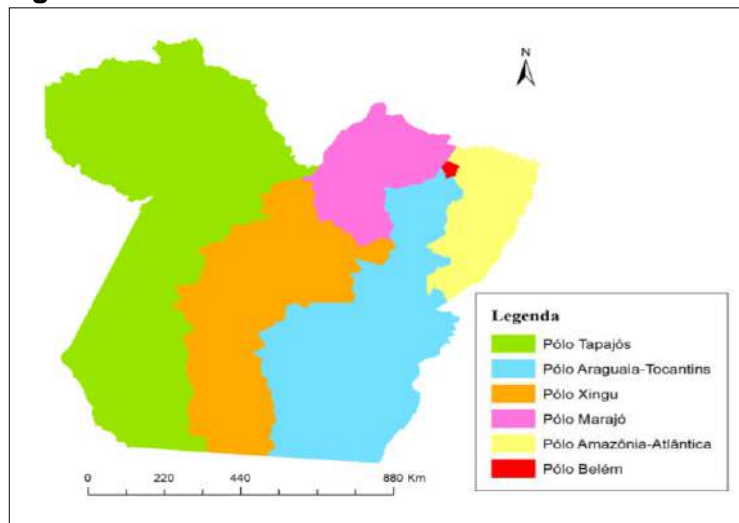 N
Legenda
Pólo Tapajós
Pólo Araguaia-Tocantins
Pólo Xingu
Pólo Marajó
Pólo Amazônia-Atlântica
Pólo Belém
0 220 440 880 Km